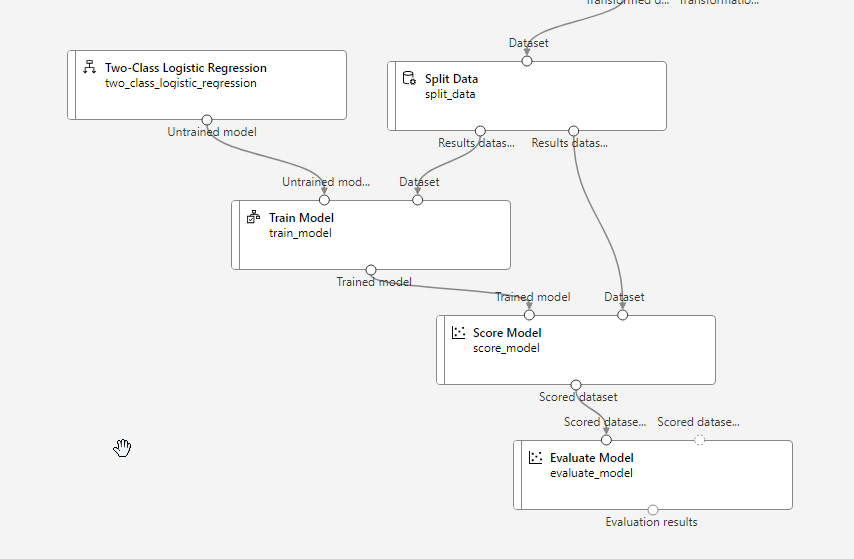 Transformed d... Transformatio...
Dataset
Two-Class Logistic Regression
two_class_logistic_regression
Untrained model
Split Data
split_data
Results datas... Results datas...
Untrained mod... Dataset
Train Model
train_model
Trained model
Trained model Dataset
Score Model
score_model
Scored dataset
Scored datase... Scored datase...
Evaluate Model
evaluate_model
Evaluation results